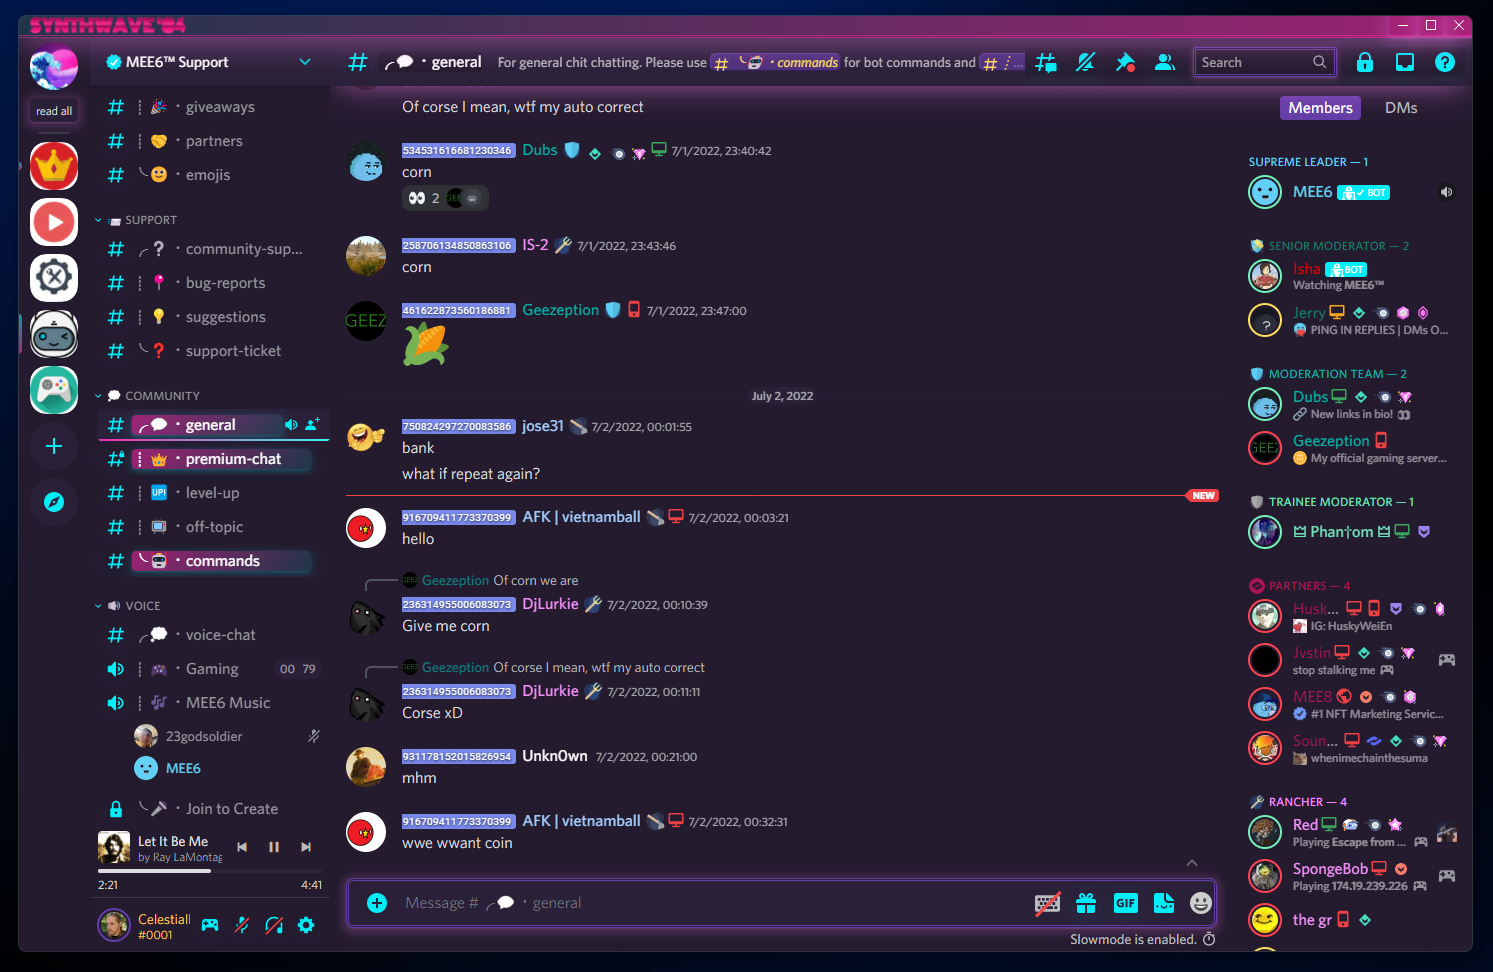 SYNTHWAVE '84
MEE6™ Support
general
For general chit chatting. Please use # commands for bot commands and # ⋮ ...
Search
read all
giveaways
partners
emojis
SUPPORT
community-sup...
bug-reports
suggestions
support-ticket
COMMUNITY
general
premium-chat
UP! level-up
off-topic
commands
VOICE
voice-chat
Gaming 00 79
MEE6 Music
23godsoldier
MEE6
Join to Create
Let It Be Me
by Ray LaMontag
2:21 4:41
Celestiall
#0001
Of corse I mean, wtf my auto correct
534531616681230346 Dubs 7/1/2022, 23:40:42
corn
👀 2
258706134850863106 IS-2 7/1/2022, 23:43:46
corn
GEEZ
461622873560186881 Geezeption 7/1/2022, 23:47:00
🌽
July 2, 2022
750824297270083586 jose31 7/2/2022, 00:01:55
bank
what if repeat again?
NEW
916709411773370399 AFK | vietnamball 7/2/2022, 00:03:21
hello
Geezeption Of corn we are
236314955006083073 DjLurkie 7/2/2022, 00:10:39
Give me corn
Geezeption Of corse I mean, wtf my auto correct
236314955006083073 DjLurkie 7/2/2022, 00:11:11
Corse xD
931178152015826954 Unkn0wn 7/2/2022, 00:21:00
mhm
916709411773370399 AFK | vietnamball 7/2/2022, 00:32:31
wwe wwant coin
Message # general
GIF
Slowmode is enabled.
Members DMs
SUPREME LEADER — 1
MEE6 ✓ BOT
SENIOR MODERATOR — 2
Isha BOT
Watching MEE6™
Jerry
PING IN REPLIES | DMs O...
MODERATION TEAM — 2
Dubs
New links in bio!
Geezeption
My official gaming server...
TRAINEE MODERATOR — 1
Phan†om
PARTNERS — 4
Husk...
IG: HuskyWeiEn
Jvstin
stop stalking me
MEE8
#1 NFT Marketing Servic...
Soun...
whenimechainthesuma
RANCHER — 4
Red
Playing Escape from ...
SpongeBob
Playing 174.19.239.226
the gr